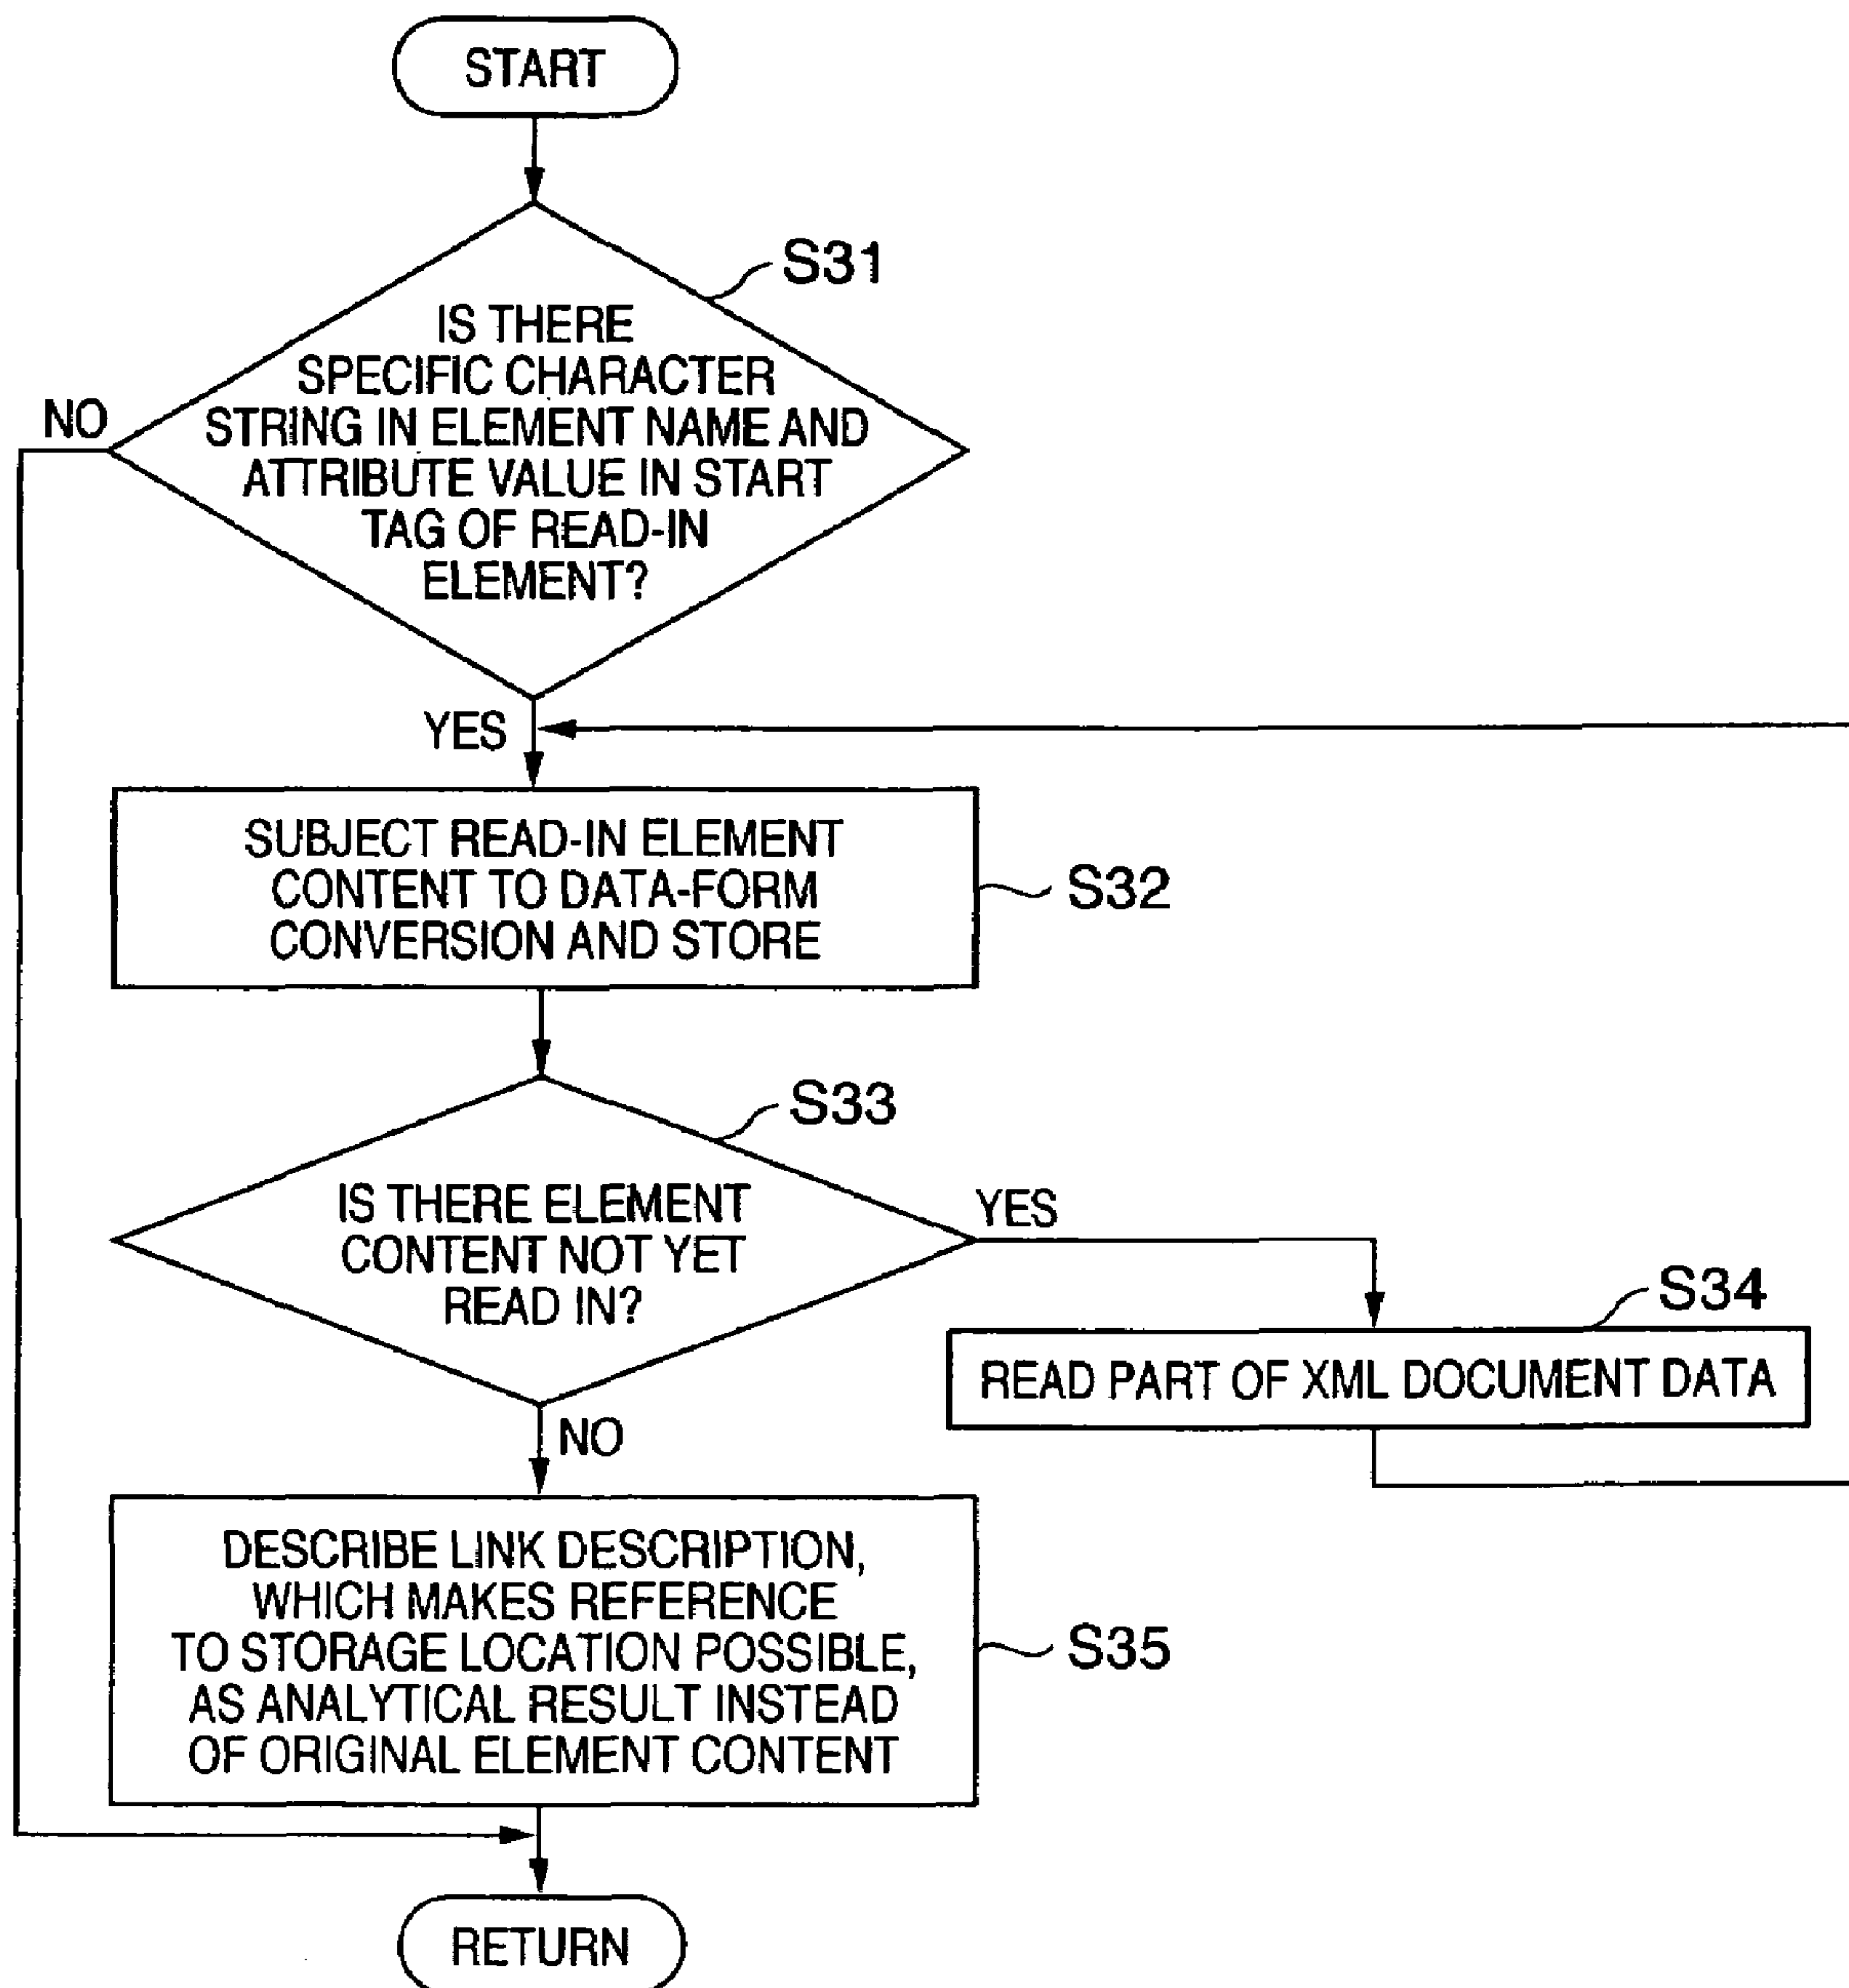 START
S31
IS THERE
SPECIFIC CHARACTER
STRING IN ELEMENT NAME AND
ATTRIBUTE VALUE IN START
TAG OF READ-IN
ELEMENT?
NO
YES
SUBJECT READ-IN ELEMENT
CONTENT TO DATA-FORM
CONVERSION AND STORE
S32
S33
IS THERE ELEMENT
CONTENT NOT YET
READ IN?
YES
S34
READ PART OF XML DOCUMENT DATA
NO
DESCRIBE LINK DESCRIPTION,
WHICH MAKES REFERENCE
TO STORAGE LOCATION POSSIBLE,
AS ANALYTICAL RESULT INSTEAD
OF ORIGINAL ELEMENT CONTENT
S35
RETURN